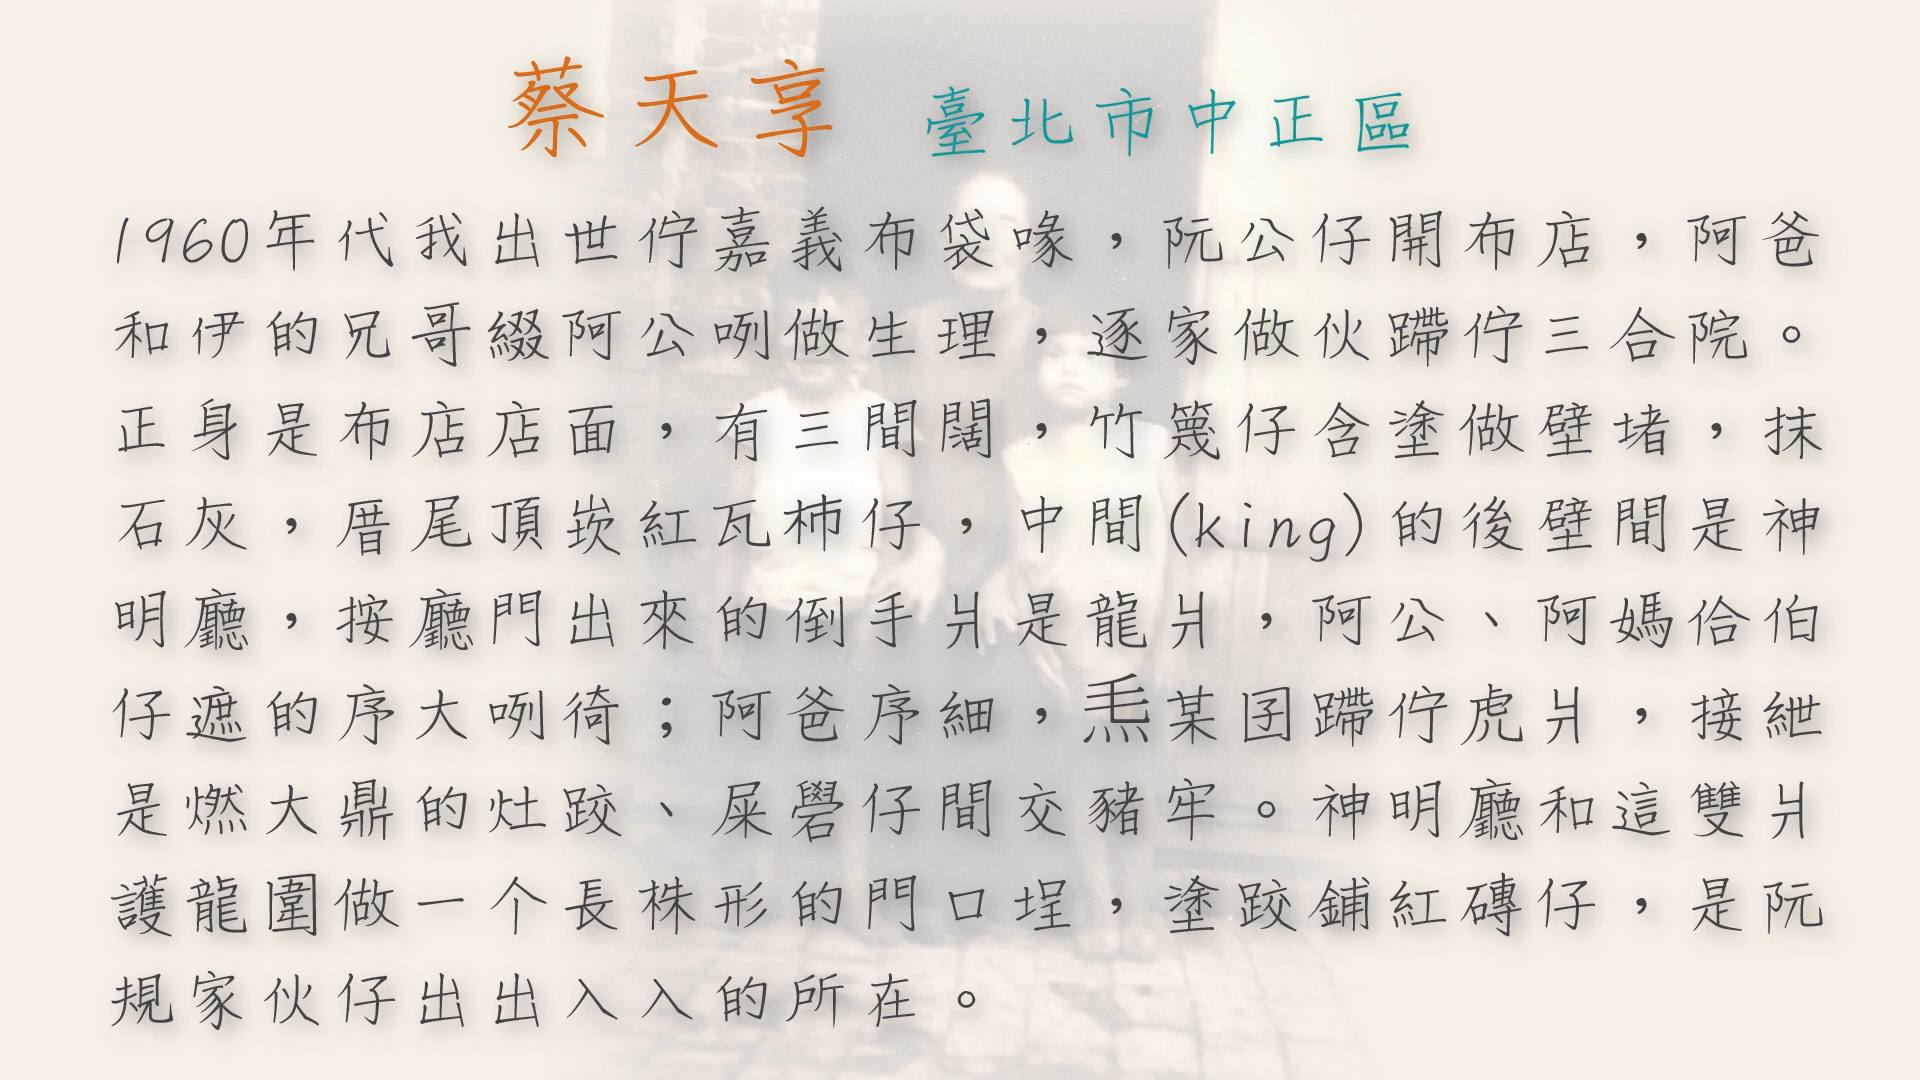 蔡天享 臺北市中正區
1960年代我出世佇嘉義布袋喙，阮公仔開布店，阿爸
和伊的兄哥綴阿公咧做生理，逐家做伙蹛佇三合院。
正身是布店店面，有三間闊，竹篾仔含塗做壁堵，抹
石灰，厝尾頂崁紅瓦柿仔，中間(king)的後壁間是神
明廳，按廳門出來的倒手爿是龍爿，阿公、阿媽佮伯
仔遮的序大咧徛；阿爸序細，𤆬某囝蹛佇虎爿，接紲
是燃大鼎的灶跤、屎礐仔間交豬牢。神明廳和這雙爿
護龍圍做一个長株形的門口埕，塗跤鋪紅磚仔，是阮
規家伙仔出出入入的所在。